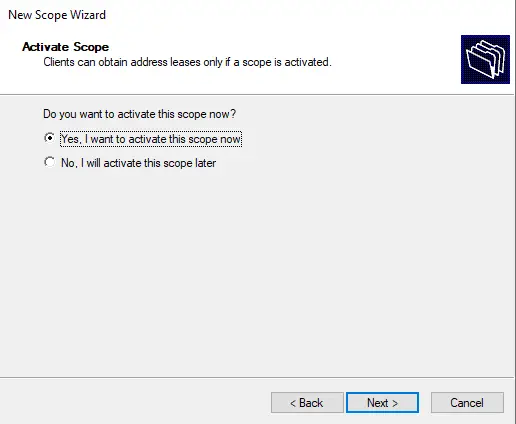 New Scope Wizard
Activate Scope
Clients can obtain address leases only if a scope is activated.
Do you want to activate this scope now?
Yes, I want to activate this scope now
No, I will activate this scope later
< Back Next > Cancel